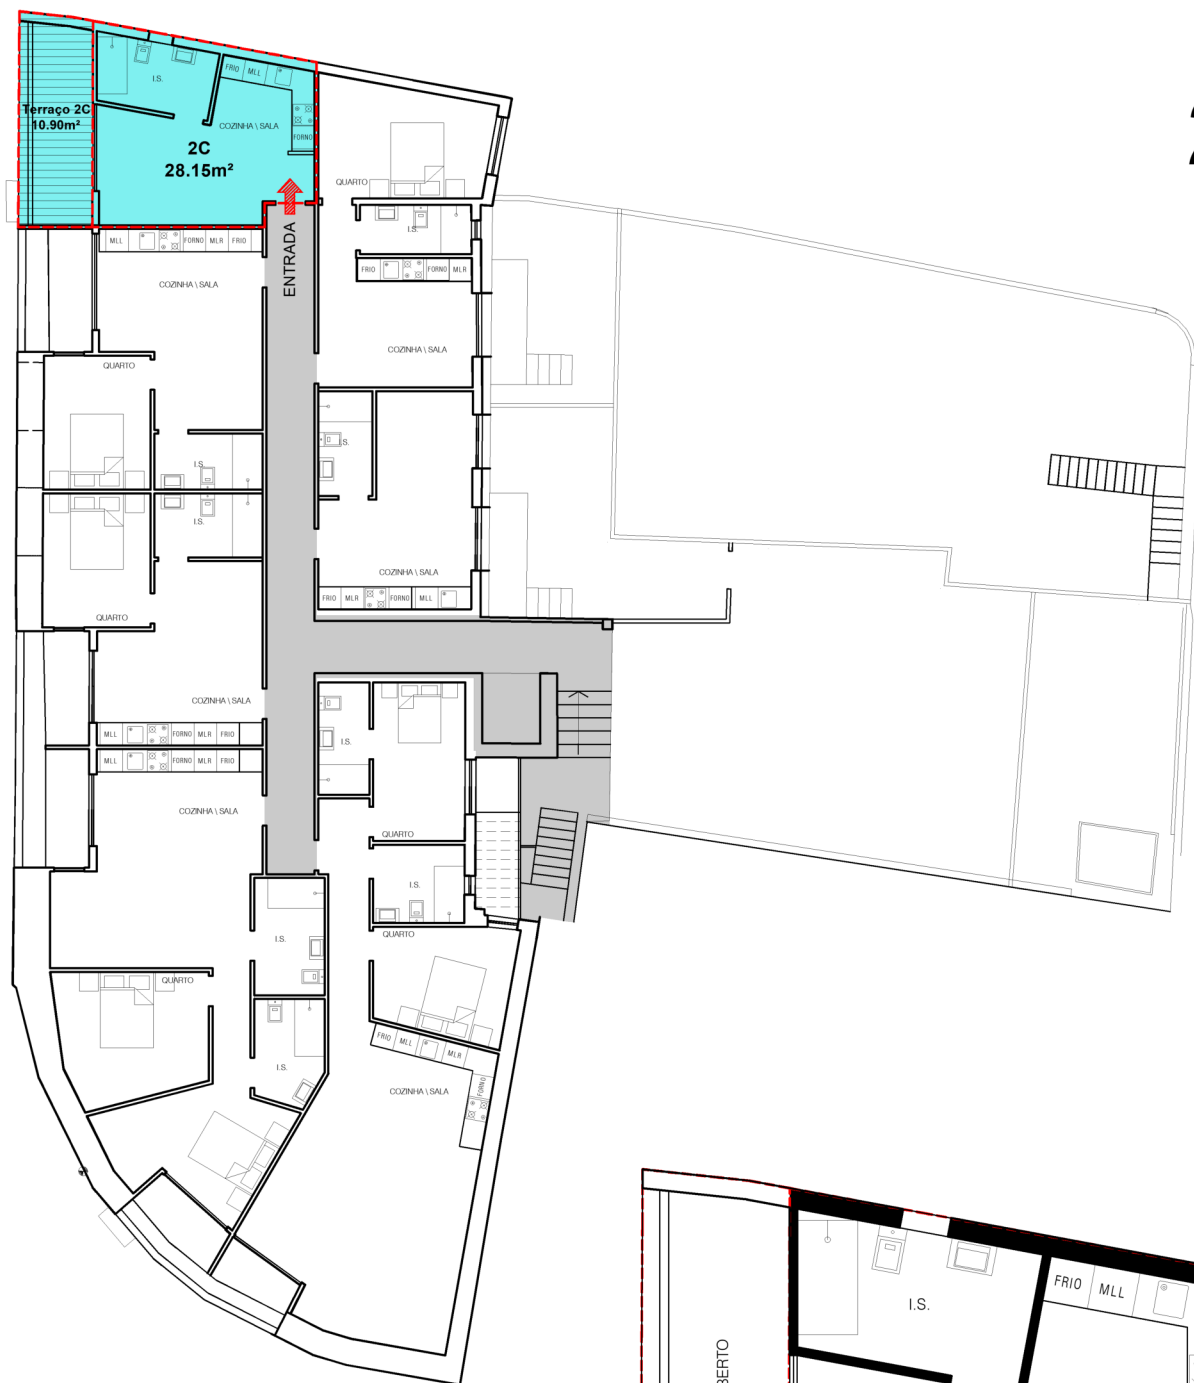 Terraço 2C
10.90m²
I.S.
FRIO
MLL
COZINHA \ SALA
FORNO
2C
28.15m²
ENTRADA
QUARTO
I.S.
FRIO
FORNO
MLR
COZINHA \ SALA
MLL
FORNO
MLR
FRIO
COZINHA \ SALA
QUARTO
I.S.
I.S.
I.S.
QUARTO
COZINHA \ SALA
COZINHA \ SALA
FRIO
MLR
FORNO
MLL
MLL
FORNO
MLR
FRIO
MLL
FORNO
MLR
FRIO
COZINHA \ SALA
I.S.
QUARTO
I.S.
I.S.
QUARTO
QUARTO
I.S.
FRIO
MLL
MLR
FORNO
COZINHA \ SALA
I.S.
FRIO
MLL
BERTO